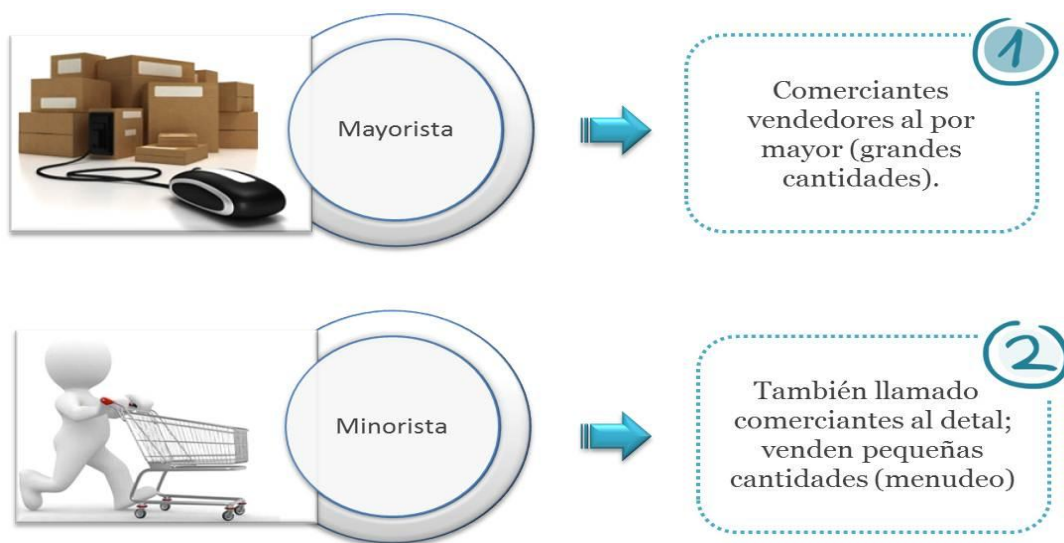 Mayorista
1
Comerciantes
vendedores al por
mayor (grandes
cantidades).
Minorista
2
También llamado
comerciantes al detal;
venden pequeñas
cantidades (menudeo)